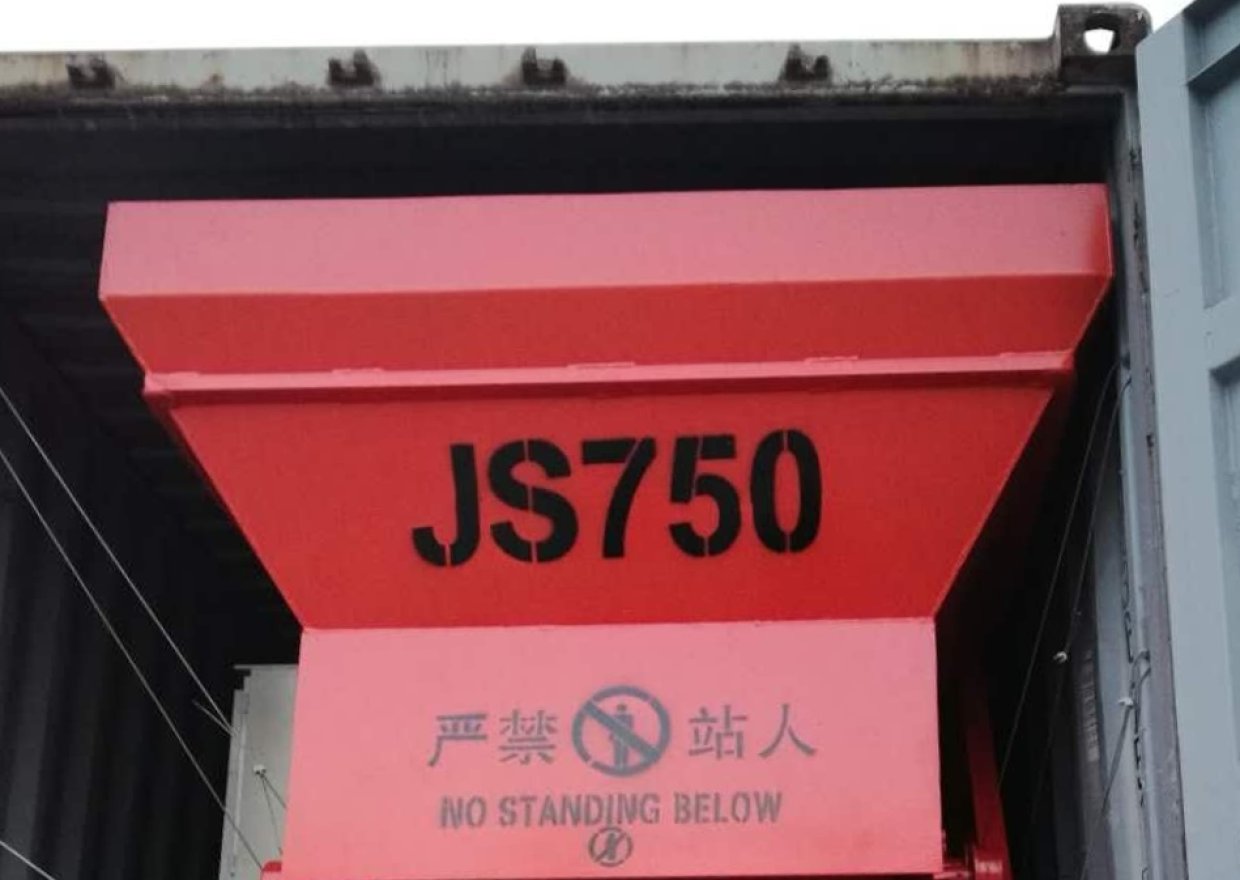 JS750
严禁站人
NO STANDING BELOW